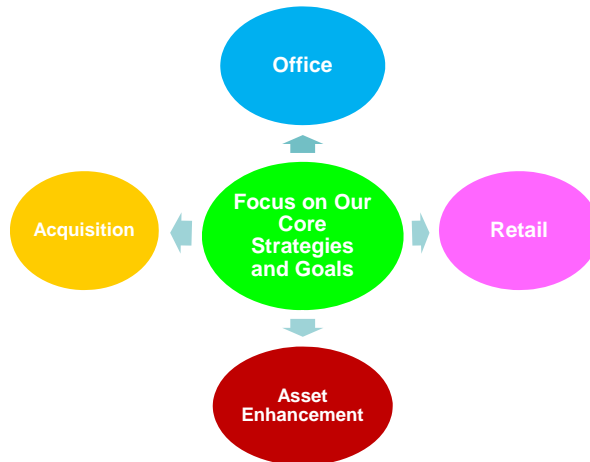 Office
Acquisition
Focus on Our
Core
Strategies
and Goals
Retail
Asset
Enhancement